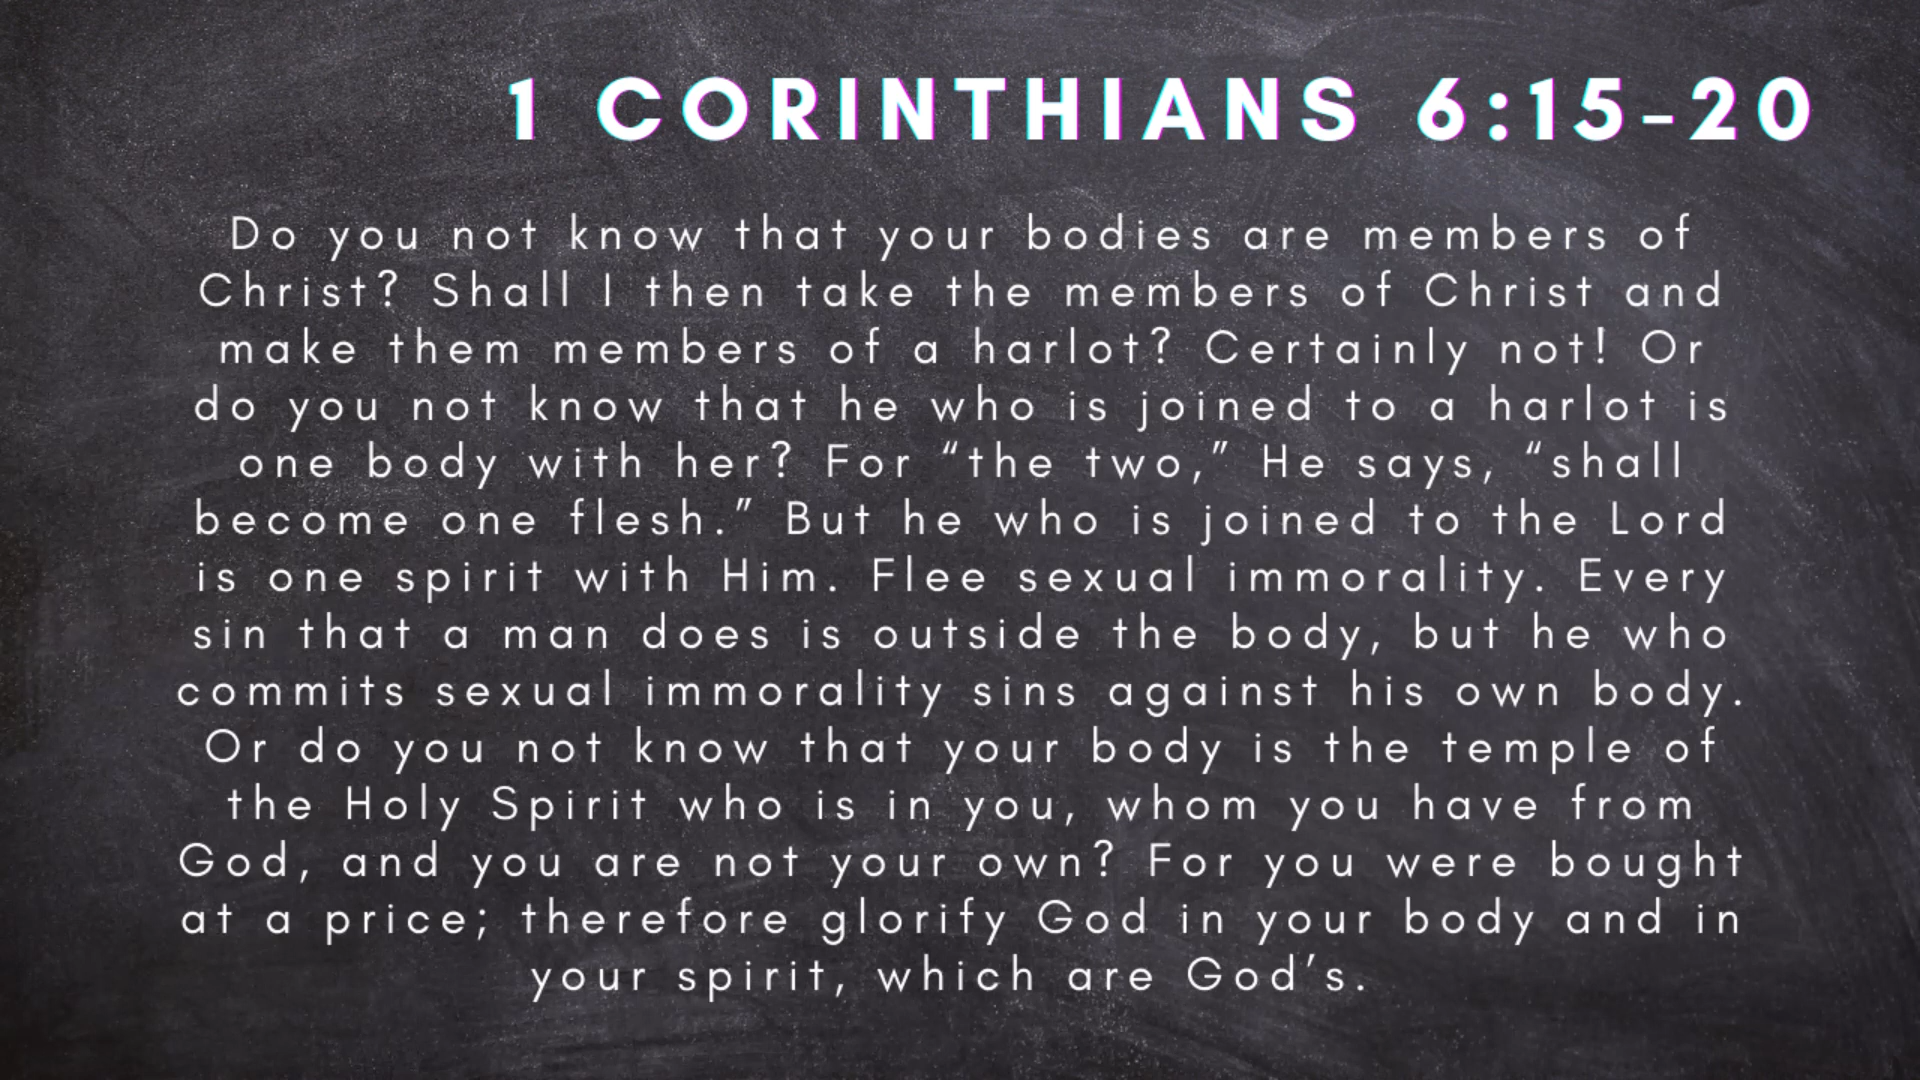 1 CORINTHIANS 6:15-20
Do you not know that your bodies are members of
Christ? Shall I then take the members of Christ and
make them members of a harlot? Certainly not! Or
do you not know that he who is joined to a harlot is
one body with her? For “the two,” He says, “shall
become one flesh.” But he who is joined to the Lord
is one spirit with Him. Flee sexual immorality. Every
sin that a man does is outside the body, but he who
commits sexual immorality sins against his own body.
Or do you not know that your body is the temple of
the Holy Spirit who is in you, whom you have from
God, and you are not your own? For you were bought
at a price; therefore glorify God in your body and in
your spirit, which are God’s.